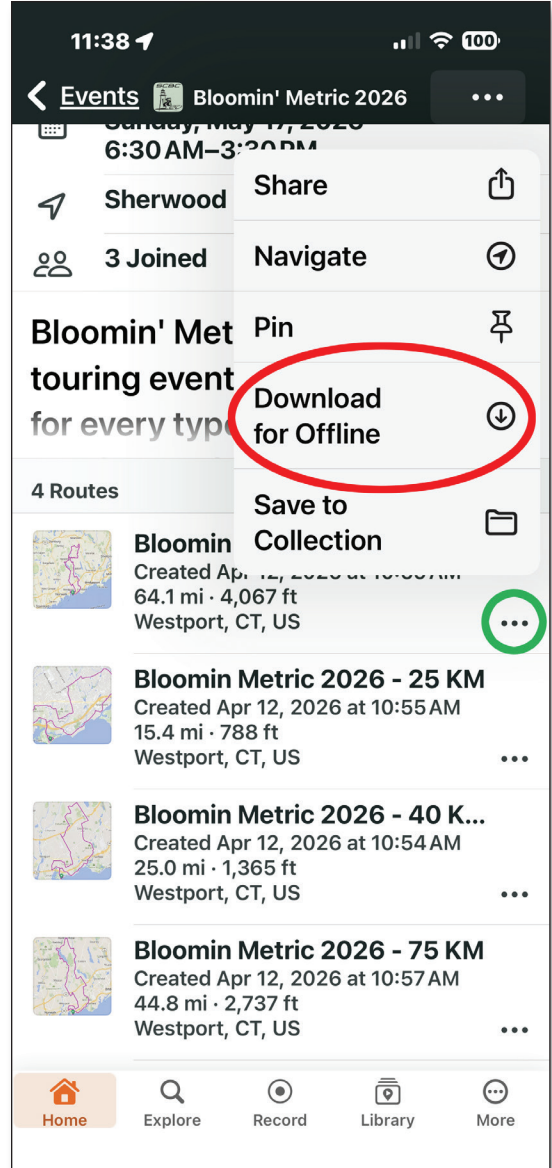 11:38
100
Events
SCBC
Bloomin' Metric 2026
Sunday, May 17, 2026
6:30 AM–3:30 PM
Sherwood
3 Joined
Bloomin' Met
touring event
for every type
Share
Navigate
Pin
Download
for Offline
Save to
Collection
4 Routes
Bloomin
Created Apr 12, 2026 at
64.1 mi · 4,067 ft
Westport, CT, US
Bloomin Metric 2026 - 25 KM
Created Apr 12, 2026 at 10:55 AM
15.4 mi · 788 ft
Westport, CT, US
Bloomin Metric 2026 - 40 K...
Created Apr 12, 2026 at 10:54 AM
25.0 mi · 1,365 ft
Westport, CT, US
Bloomin Metric 2026 - 75 KM
Created Apr 12, 2026 at 10:57 AM
44.8 mi · 2,737 ft
Westport, CT, US
Home
Explore
Record
Library
More